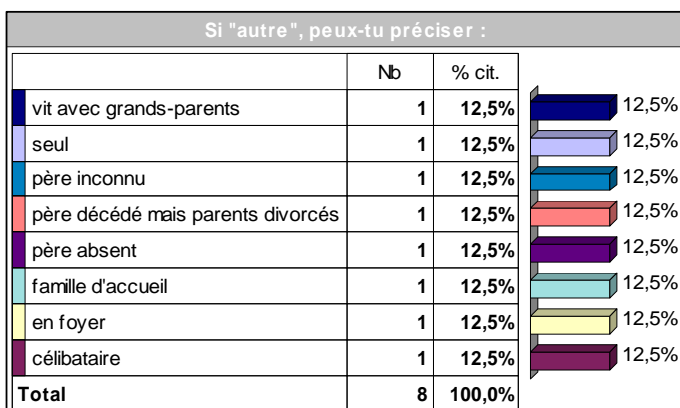 Si "autre", peux-tu préciser :
Nb % cit.
vit avec grands-parents 1 12,5% 12,5%
seul 1 12,5% 12,5%
père inconnu 1 12,5% 12,5%
père décédé mais parents divorcés 1 12,5% 12,5%
père absent 1 12,5% 12,5%
famille d'accueil 1 12,5% 12,5%
en foyer 1 12,5% 12,5%
célibataire 1 12,5% 12,5%
Total 8 100,0%